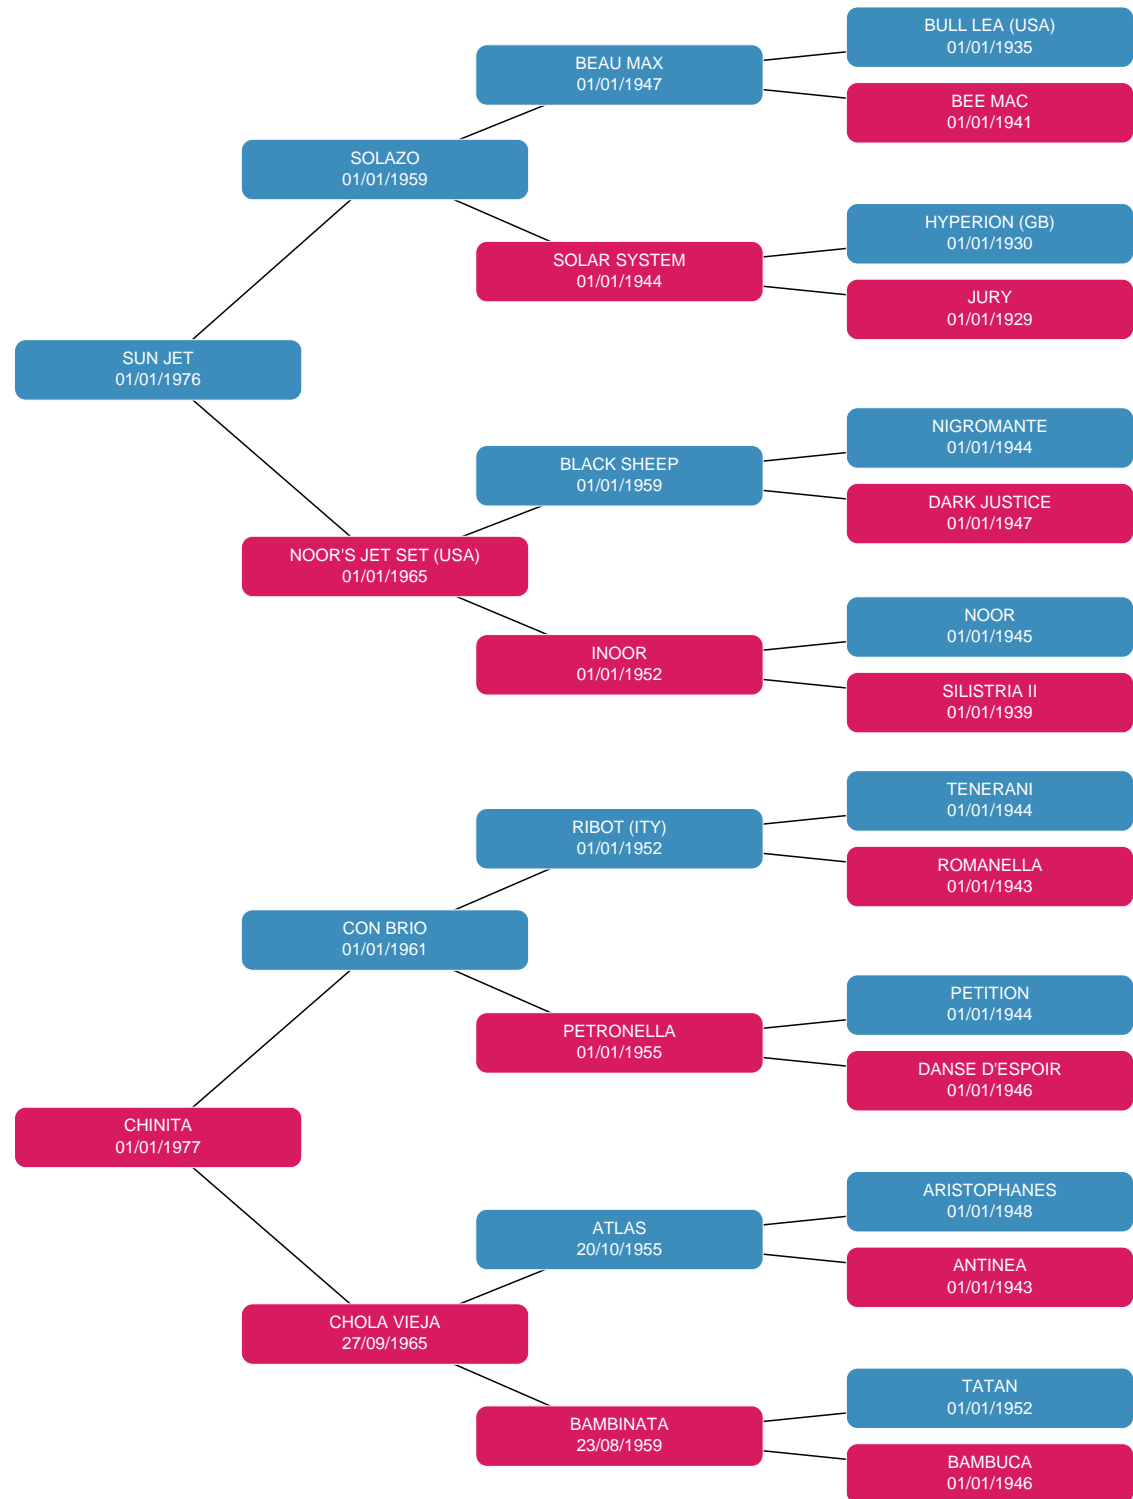 BULL LEA (USA)
01/01/1935
BEAU MAX
01/01/1947
BEE MAC
01/01/1941
SOLAZO
01/01/1959
HYPERION (GB)
01/01/1930
SOLAR SYSTEM
01/01/1944
JURY
01/01/1929
SUN JET
01/01/1976
NIGROMANTE
01/01/1944
BLACK SHEEP
01/01/1959
DARK JUSTICE
01/01/1947
NOOR'S JET SET (USA)
01/01/1965
NOOR
01/01/1945
INOOR
01/01/1952
SILISTRIA II
01/01/1939
TENERANI
01/01/1944
RIBOT (ITY)
01/01/1952
ROMANELLA
01/01/1943
CON BRIO
01/01/1961
PETITION
01/01/1944
PETRONELLA
01/01/1955
DANSE D'ESPOIR
01/01/1946
CHINITA
01/01/1977
ARISTOPHANES
01/01/1948
ATLAS
20/10/1955
ANTINEA
01/01/1943
CHOLA VIEJA
27/09/1965
TATAN
01/01/1952
BAMBINATA
23/08/1959
BAMBUCA
01/01/1946